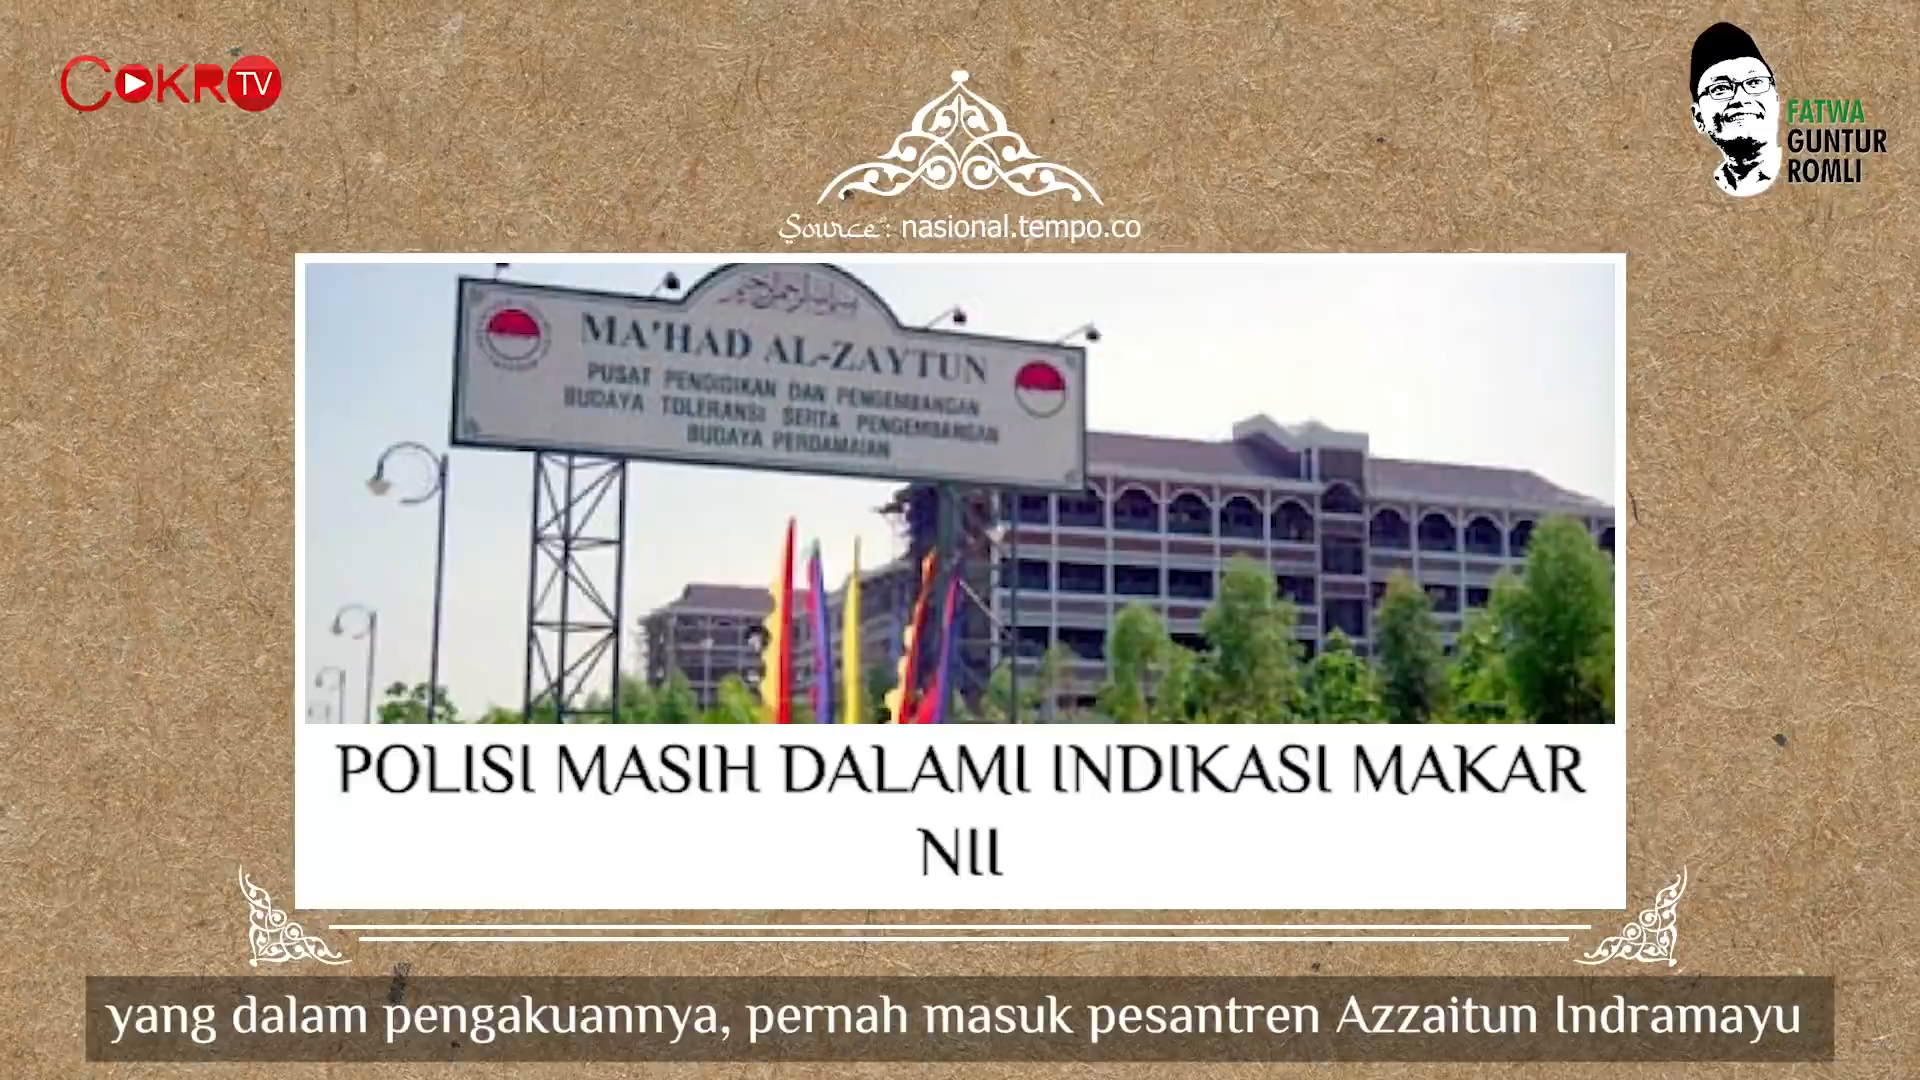 COKRO TV
FATWA
GUNTUR
ROMLI
Source : nasional.tempo.co
MA'HAD AL-ZAYTUN
PUSAT PENDIDIKAN DAN PENGEMBANGAN
BUDAYA TOLERANSI SERTA PENGEMBANGAN
BUDAYA PERDAMAIAN
POLISI MASIH DALAMI INDIKASI MAKAR
NII
yang dalam pengakuannya, pernah masuk pesantren Azzaitun Indramayu